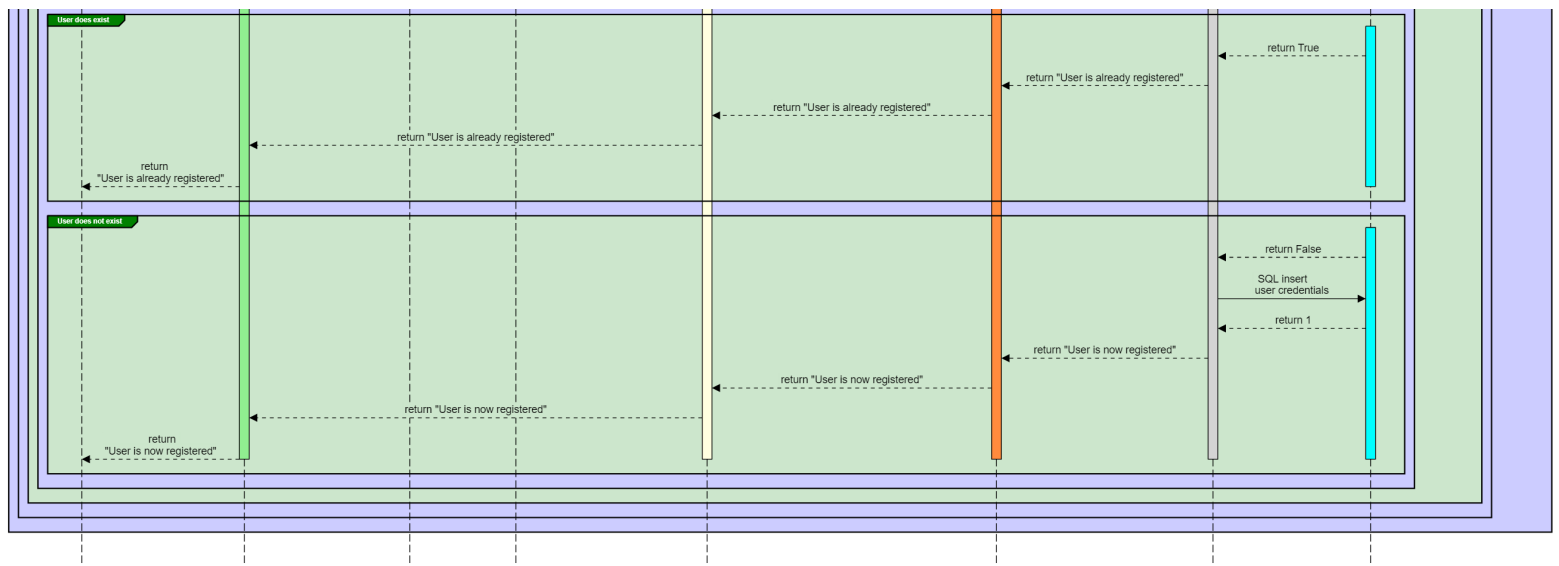 User does exist
return True
return "User is already registered"
return "User is already registered"
return "User is already registered"
return
"User is already registered"
User does not exist
return False
SQL insert
user credentials
return 1
return "User is now registered"
return "User is now registered"
return "User is now registered"
return
"User is now registered"